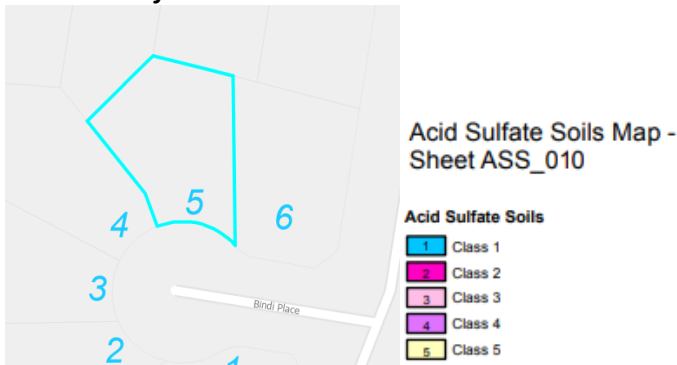 5
6
4
3
Bindi Place
2
1
Acid Sulfate Soils Map -
Sheet ASS_010
Acid Sulfate Soils
1 Class 1
2 Class 2
3 Class 3
4 Class 4
5 Class 5